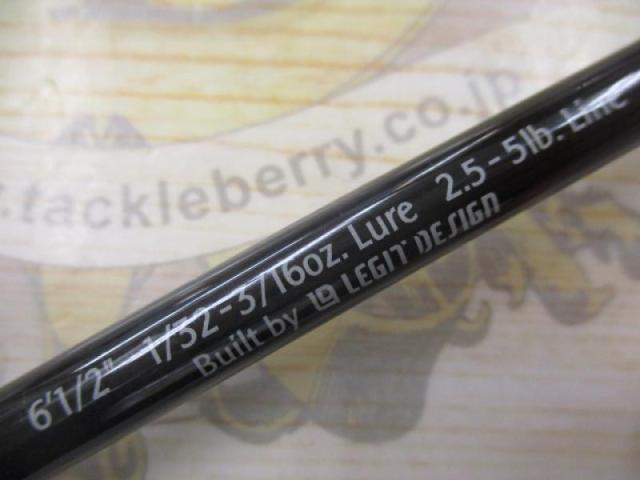 .tackleberry.co.jp
6'1/2" 1/32-3/16oz. Lure 2.5-5lb. Line
Built by LEGIT DESIGN